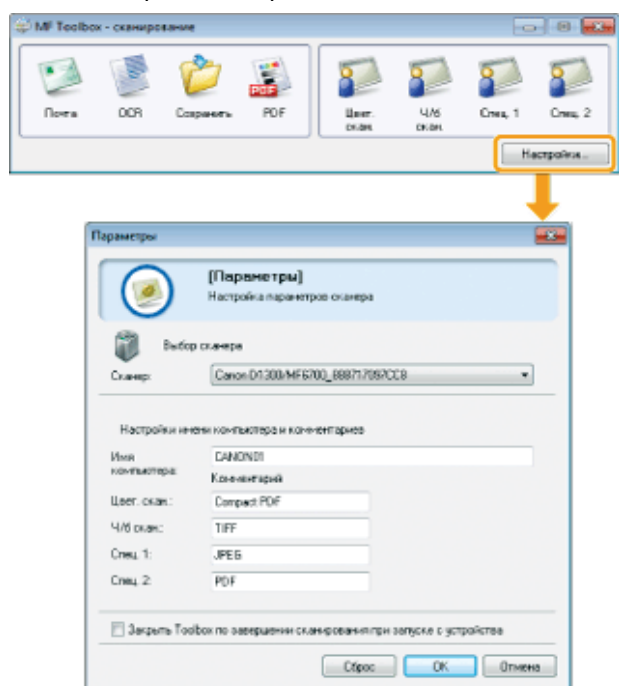 MF Toolbox - сканирование
Почта OCR Сохранить PDF Цвет. скан. Ч/б скан. Спец. 1 Спец. 2
PDF
Настройки...
Параметры
[Параметры]
Настройка параметров сканера
Выбор сканера
Сканер: Canon D1300/MF6700_888717097CC8
Настройки имени компьютера и комментариев
Имя компьютера: CANON01
Комментарий
Цвет. скан.: Compact PDF
Ч/б скан.: TIFF
Спец. 1: JPEG
Спец. 2: PDF
Закрыть Toolbox по завершении сканирования при запуске с устройства
Сброс OK Отмена